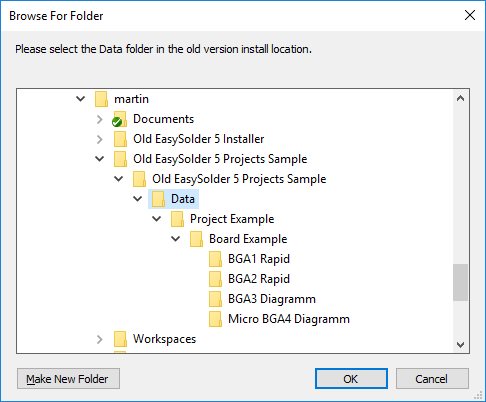 Browse For Folder
Please select the Data folder in the old version install location.
martin
Documents
Old EasySolder 5 Installer
Old EasySolder 5 Projects Sample
Old EasySolder 5 Projects Sample
Data
Project Example
Board Example
BGA1 Rapid
BGA2 Rapid
BGA3 Diagramm
Micro BGA4 Diagramm
Workspaces
Make New Folder
OK
Cancel